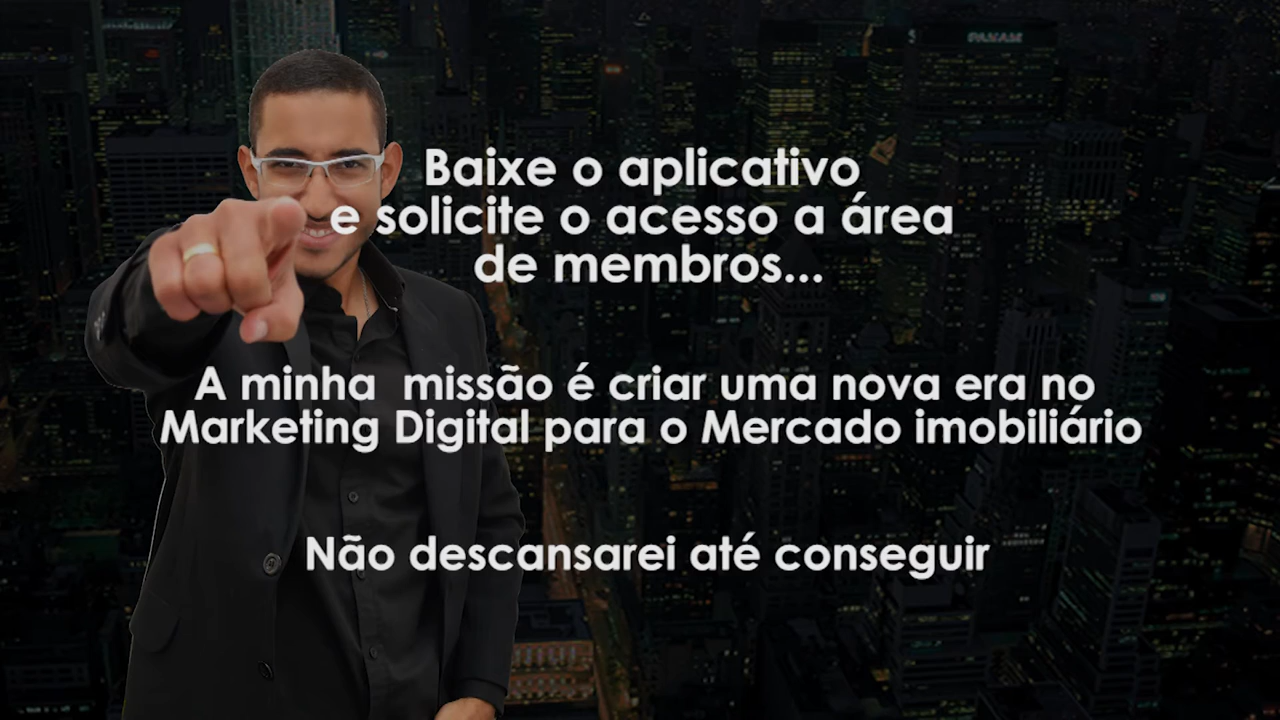 PANAM
Baixe o aplicativo
e solicite o acesso a área
de membros...
A minha  missão é criar uma nova era no
Marketing Digital para o Mercado imobiliário
Não descansarei até conseguir